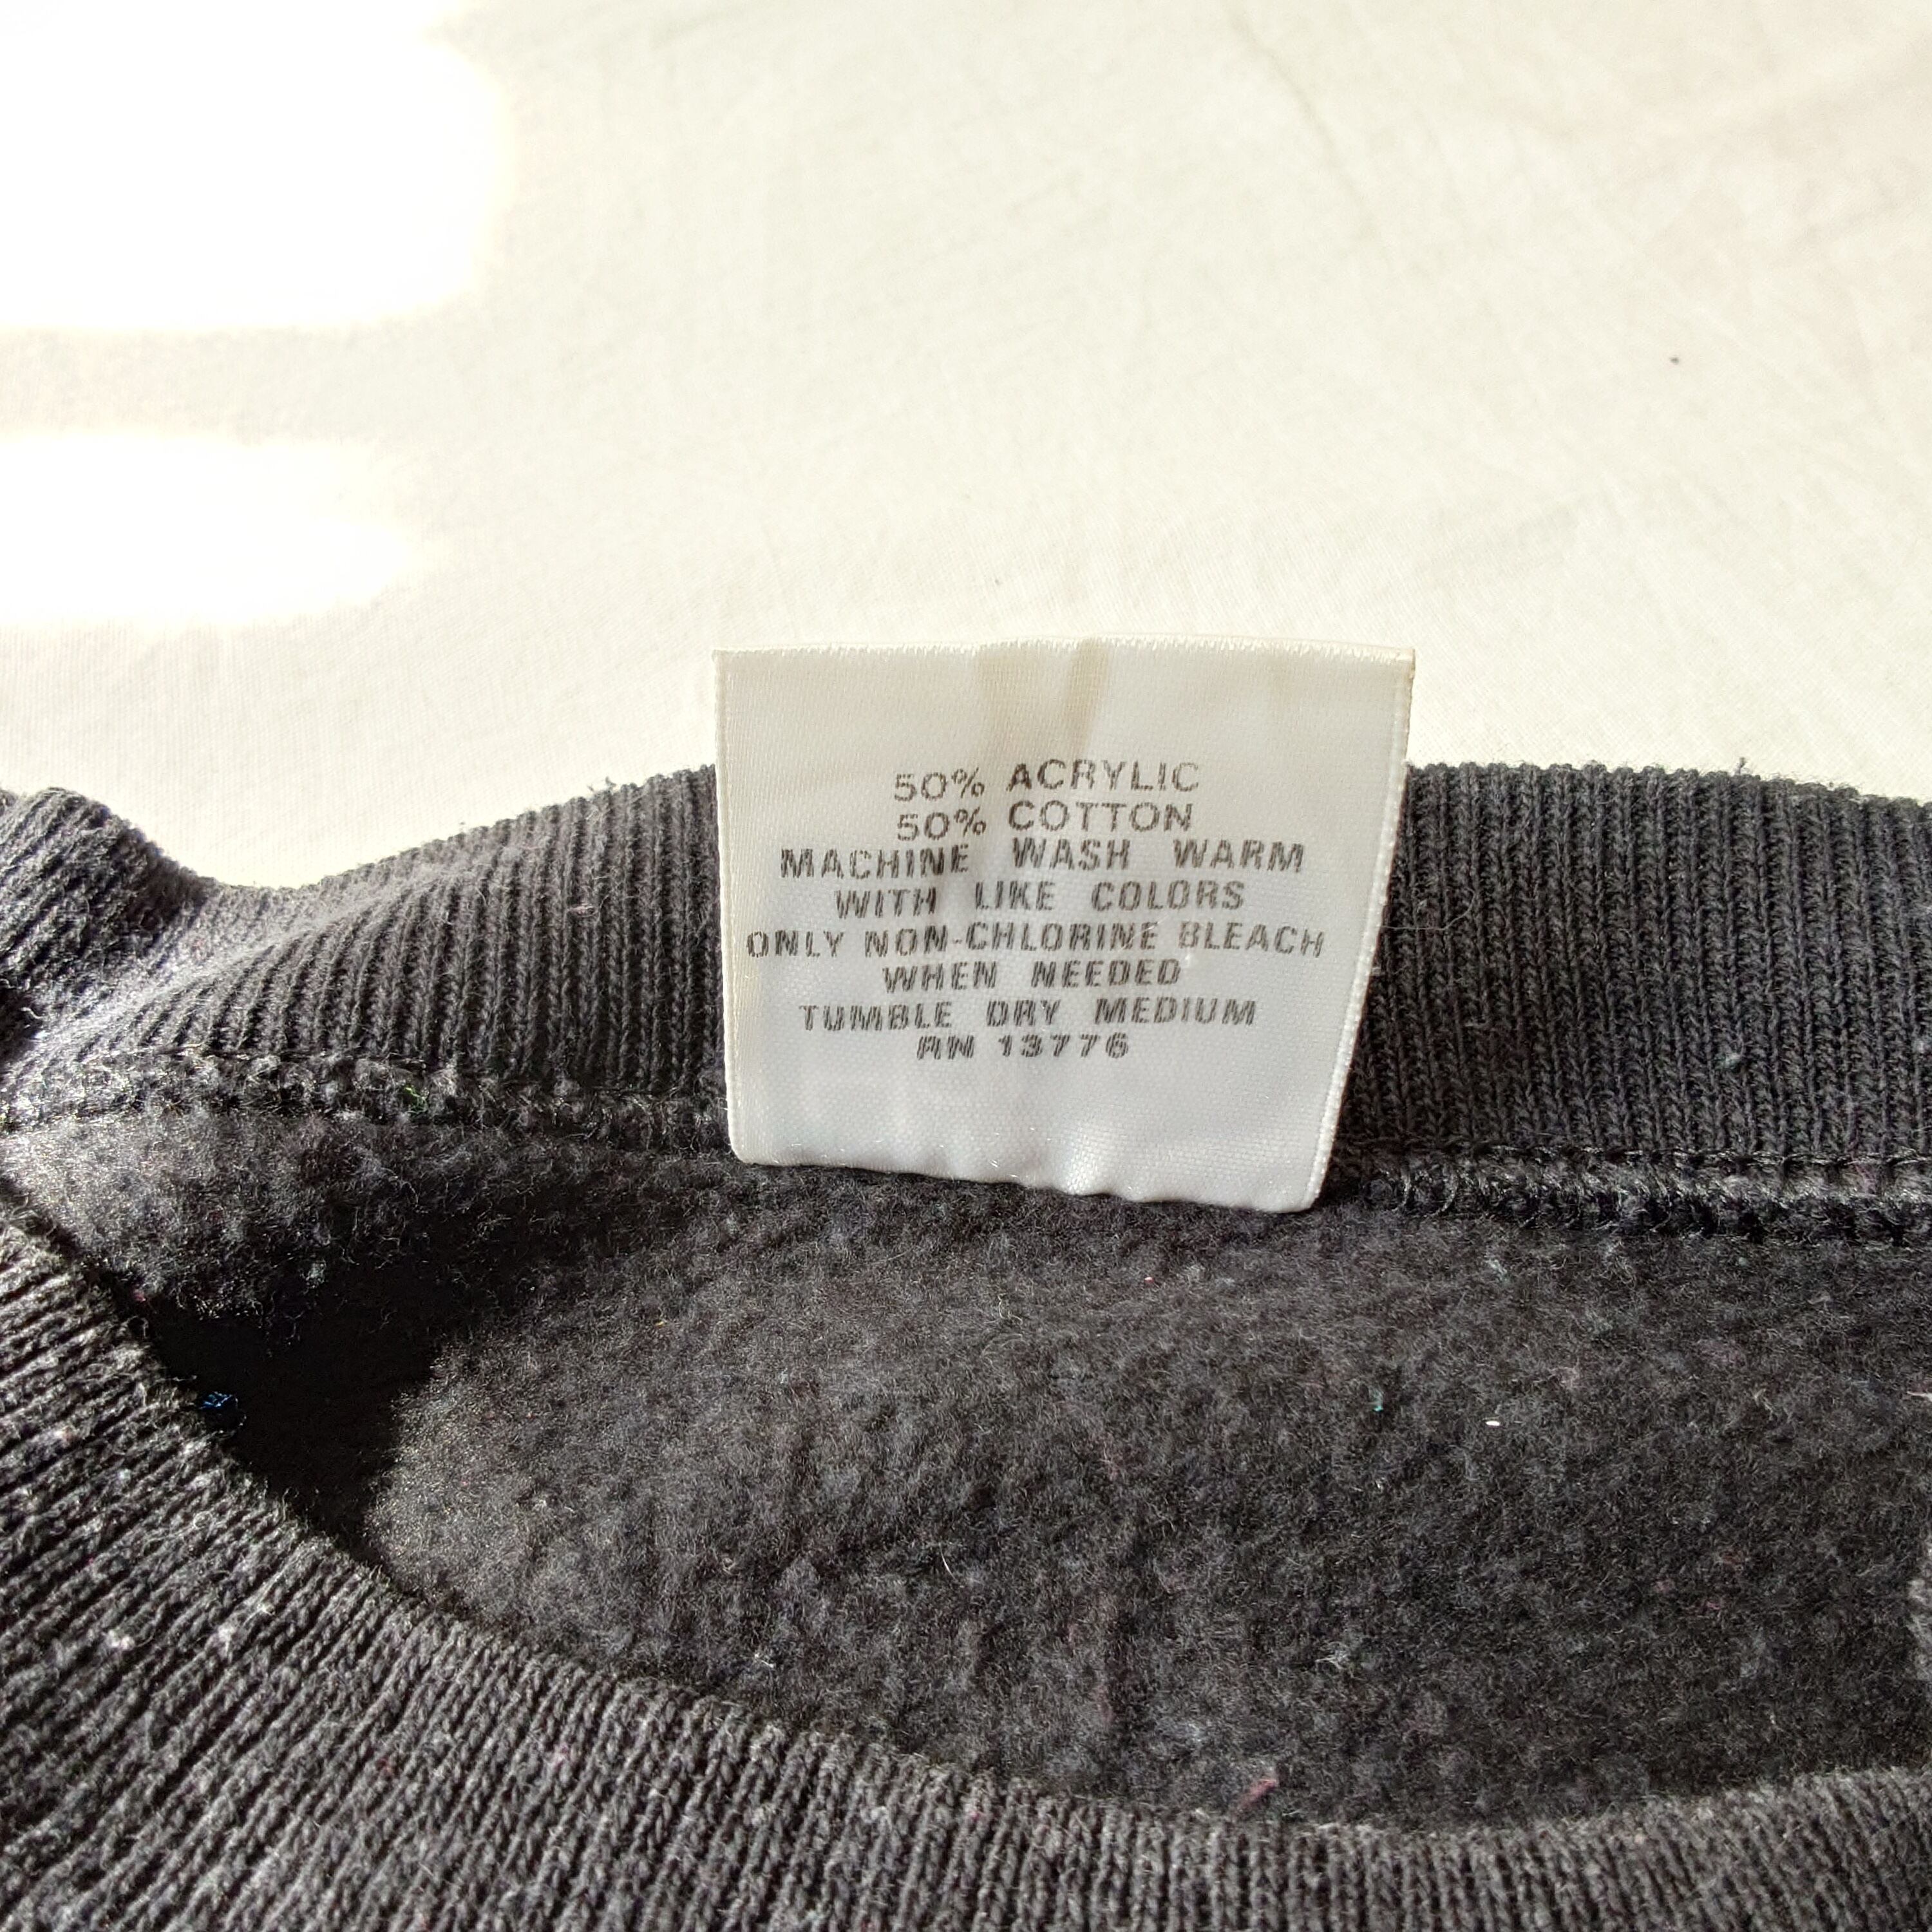 50% ACRYLIC
50% COTTON
MACHINE WASH WARM
WITH LIKE COLORS
ONLY NON-CHLORINE BLEACH
WHEN NEEDED
TUMBLE DRY MEDIUM
RN 13776